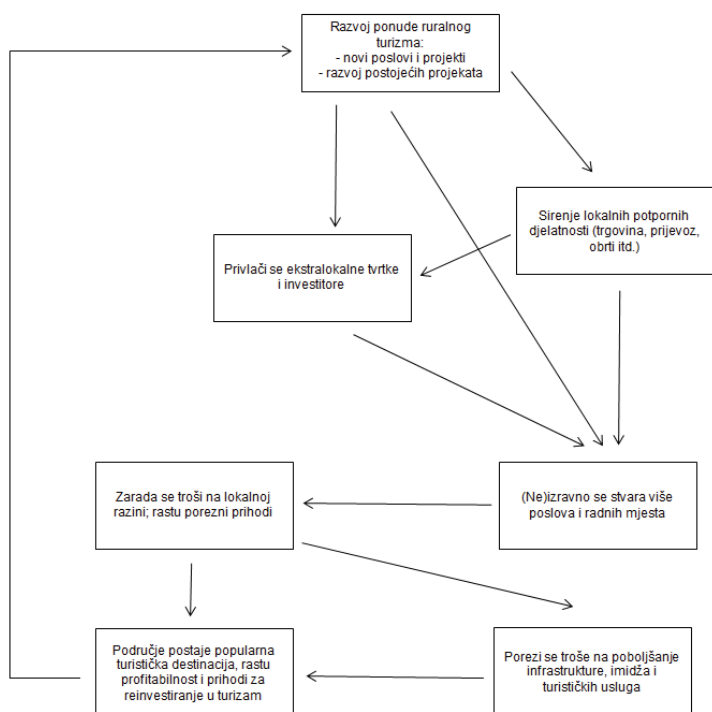 Razvoj ponude ruralnog
turizma:
- novi poslovi i projekti
- razvoj postojećih projekata
Sirenje lokalnih potpornih
djelatnosti (trgovina, prijevoz,
obrti itd.)
Privlači se ekstralokalne tvrtke
i investitore
Zarada se troši na lokalnoj
razini; rastu porezni prihodi
(Ne)izravno se stvara više
poslova i radnih mjesta
Područje postaje popularna
turistička destinacija, rastu
profitabilnost i prihodi za
reinvestiranje u turizam
Porezi se troše na poboljšanje
infrastrukture, imidža i
turističkih usluga